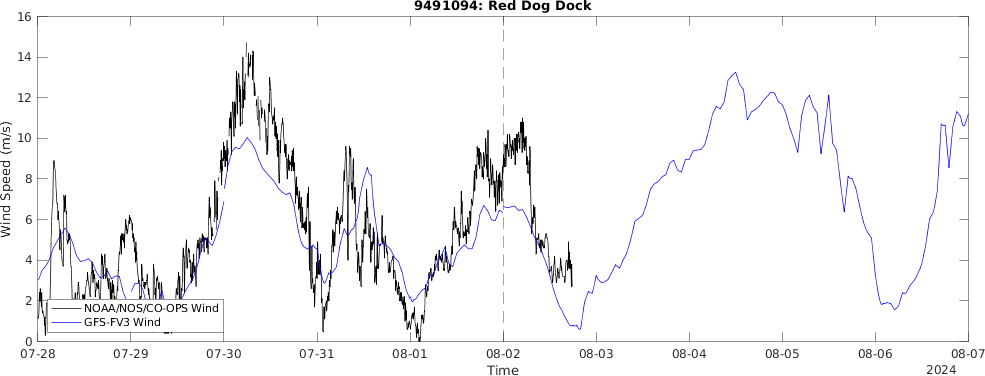 9491094: Red Dog Dock
Wind Speed (m/s)
16
14
12
10
8
6
4
2
0
NOAA/NOS/CO-OPS Wind
GFS-FV3 Wind
07-28 07-29 07-30 07-31 08-01 08-02 08-03 08-04 08-05 08-06 08-07
Time
2024